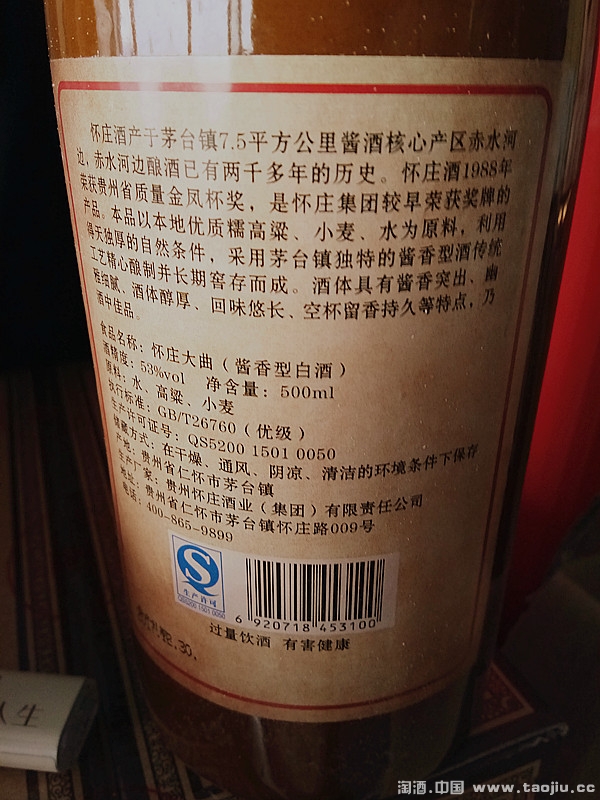 怀庄酒产于茅台镇7.5平方公里酱酒核心产区赤水河
边，赤水河边酿酒已有两千多年的历史。怀庄酒1988年
荣获贵州省质量金凤杯奖，是怀庄集团较早荣获奖牌的
产品。本品以本地优质糯高粱、小麦、水为原料，利用
得天独厚的自然条件，采用茅台镇独特的酱香型酒传统
工艺精心酿制并长期窖存而成。酒体具有酱香突出、幽
雅细腻、酒体醇厚、回味悠长、空杯留香持久等特点，乃
酒中佳品。
食品名称：怀庄大曲（酱香型白酒）
酒精度：53%vol 净含量：500ml
原料：水、高粱、小麦
执行标准：GB/T26760（优级）
生产许可证号：QS5200 1501 0050
储藏方式：在干燥、通风、阴凉、清洁的环境条件下保存
产地：贵州省仁怀市茅台镇
生产厂家：贵州怀庄酒业（集团）有限责任公司
地址：贵州省仁怀市茅台镇怀庄路009号
电话：400-865-9899
QS
生产许可
QS5200 1501 0050
6 920718 453100
过量饮酒 有害健康
人生
淘酒.中国 www.taojiu.cc